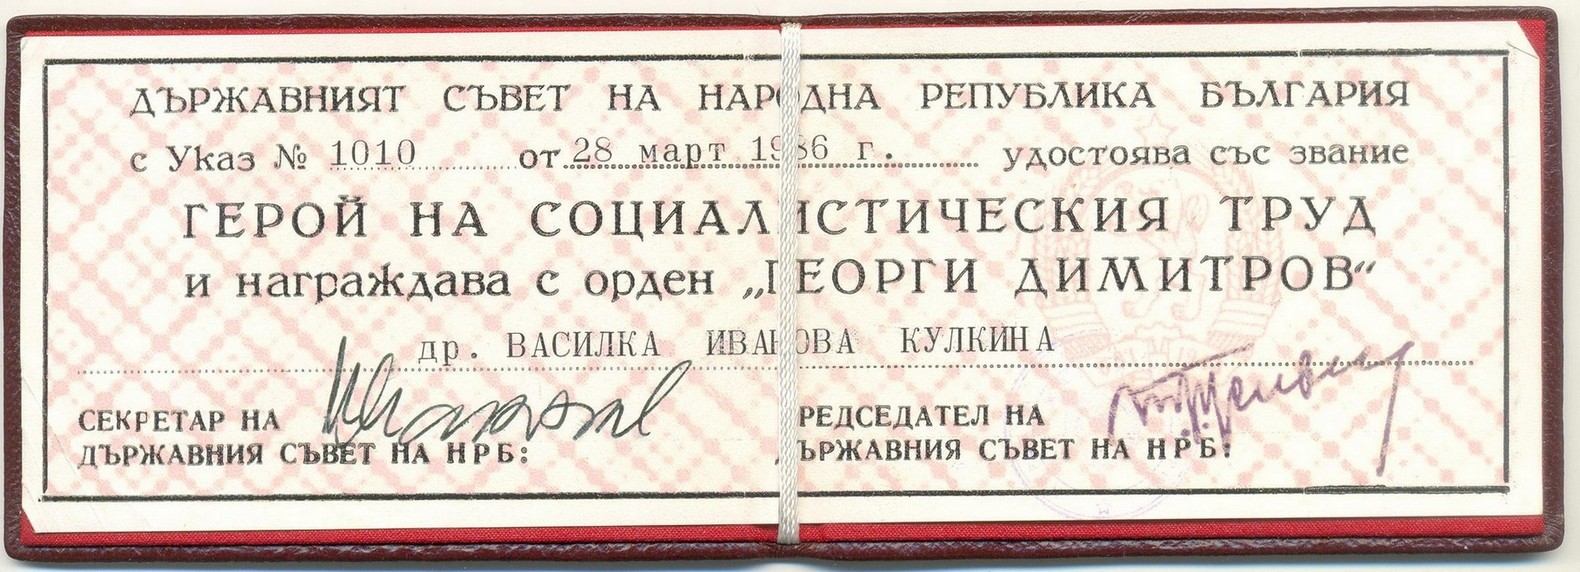 ДЪРЖАВНИЯТ СЪВЕТ НА НАРОДНА РЕПУБЛИКА БЪЛГАРИЯ
с Указ № 1010 от 28 март 1986 г. удостоява със звание
ГЕРОЙ НА СОЦИАЛИСТИЧЕСКИЯ ТРУД
и награждава с орден „ГЕОРГИ ДИМИТРОВ“
др. ВАСИЛКА ИВАНОВА КУЛКИНА
СЕКРЕТАР НА
ДЪРЖАВНИЯ СЪВЕТ НА НРБ:
ПРЕДСЕДАТЕЛ НА
ДЪРЖАВНИЯ СЪВЕТ НА НРБ: